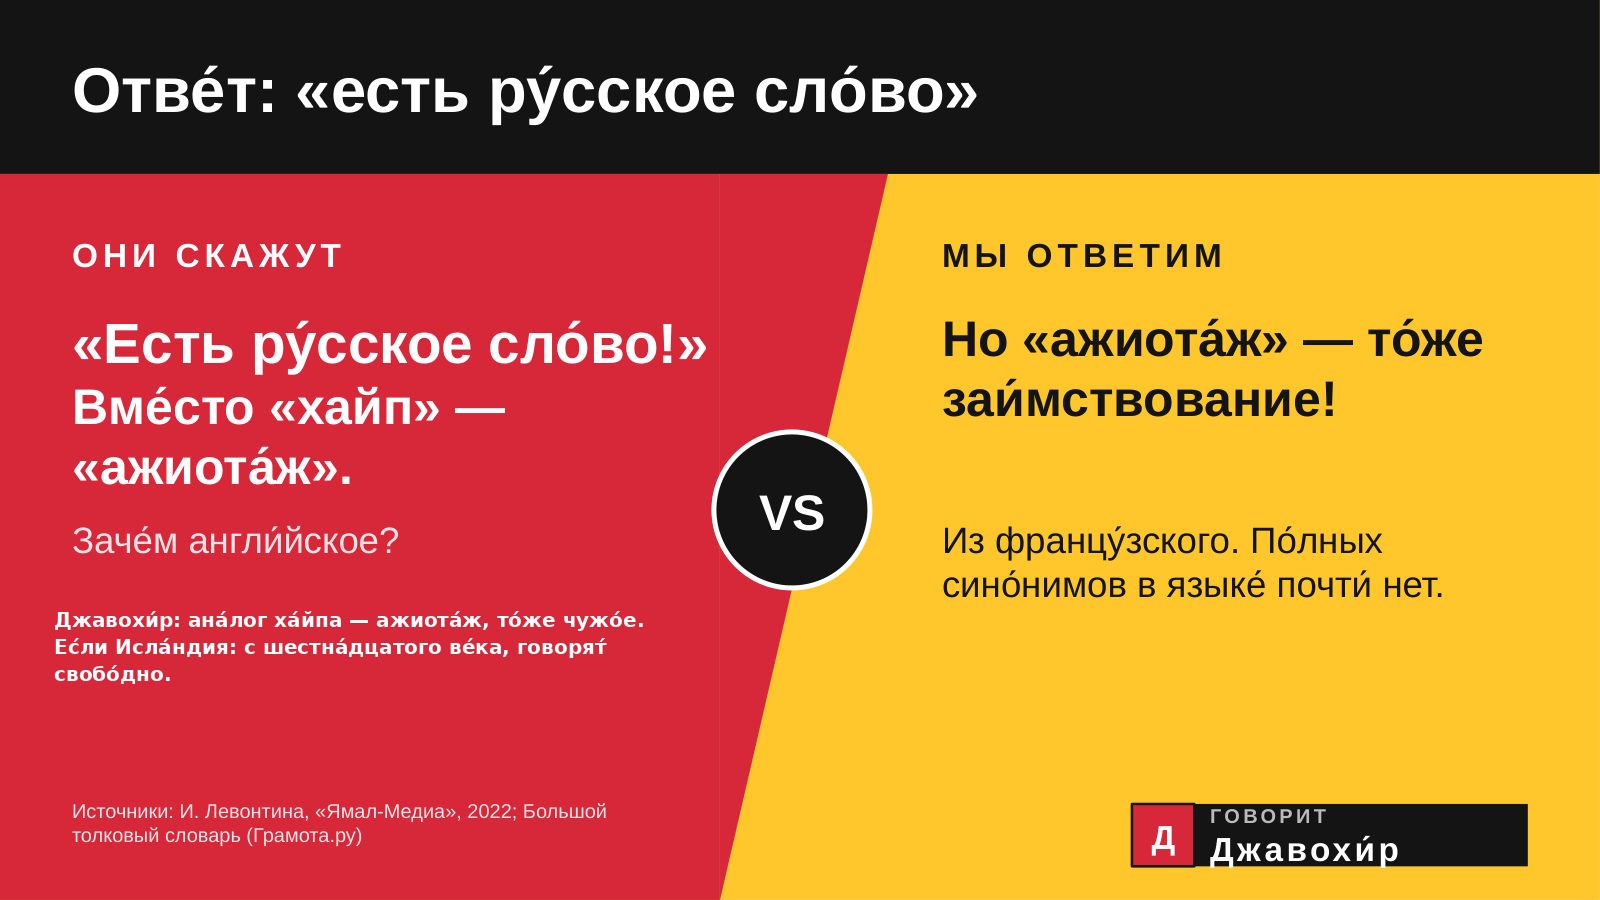 Отве́т: «есть ру́сское сло́во»
ОНИ СКАЖУТ
«Есть ру́сское сло́во!»
Вме́сто «хайп» —
«ажиота́ж».
Заче́м англи́йское?
Джавохи́р: ана́лог ха́йпа — ажиота́ж, то́же чужо́е.
Е́сли Исла́ндия: с шестна́дцатого ве́ка, говоря́т
свобо́дно.
Источники: И. Левонтина, «Ямал-Медиа», 2022; Большой
толковый словарь (Грамота.ру)
VS
МЫ ОТВЕТИМ
Но «ажиота́ж» — то́же
заи́мствование!
Из францу́зского. По́лных
сино́нимов в языке́ почти́ нет.
Д
ГОВОРИТ
Джавохи́р